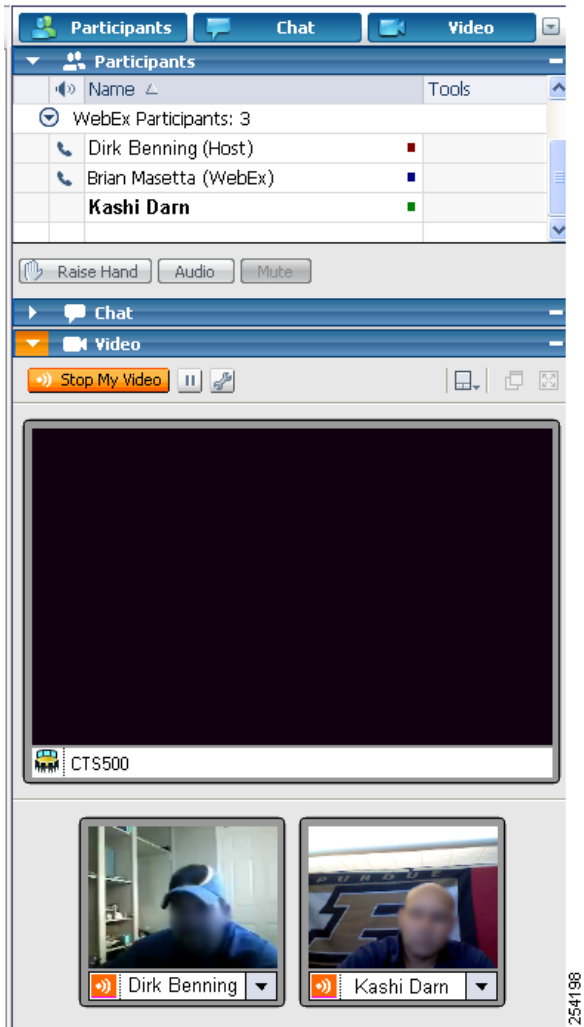 Participants Chat Video
Participants
Name Tools
WebEx Participants: 3
Dirk Benning (Host)
Brian Masetta (WebEx)
Kashi Darn
Raise Hand Audio Mute
Chat
Video
Stop My Video
CTS500
PURDUE
Dirk Benning Kashi Darn
254198